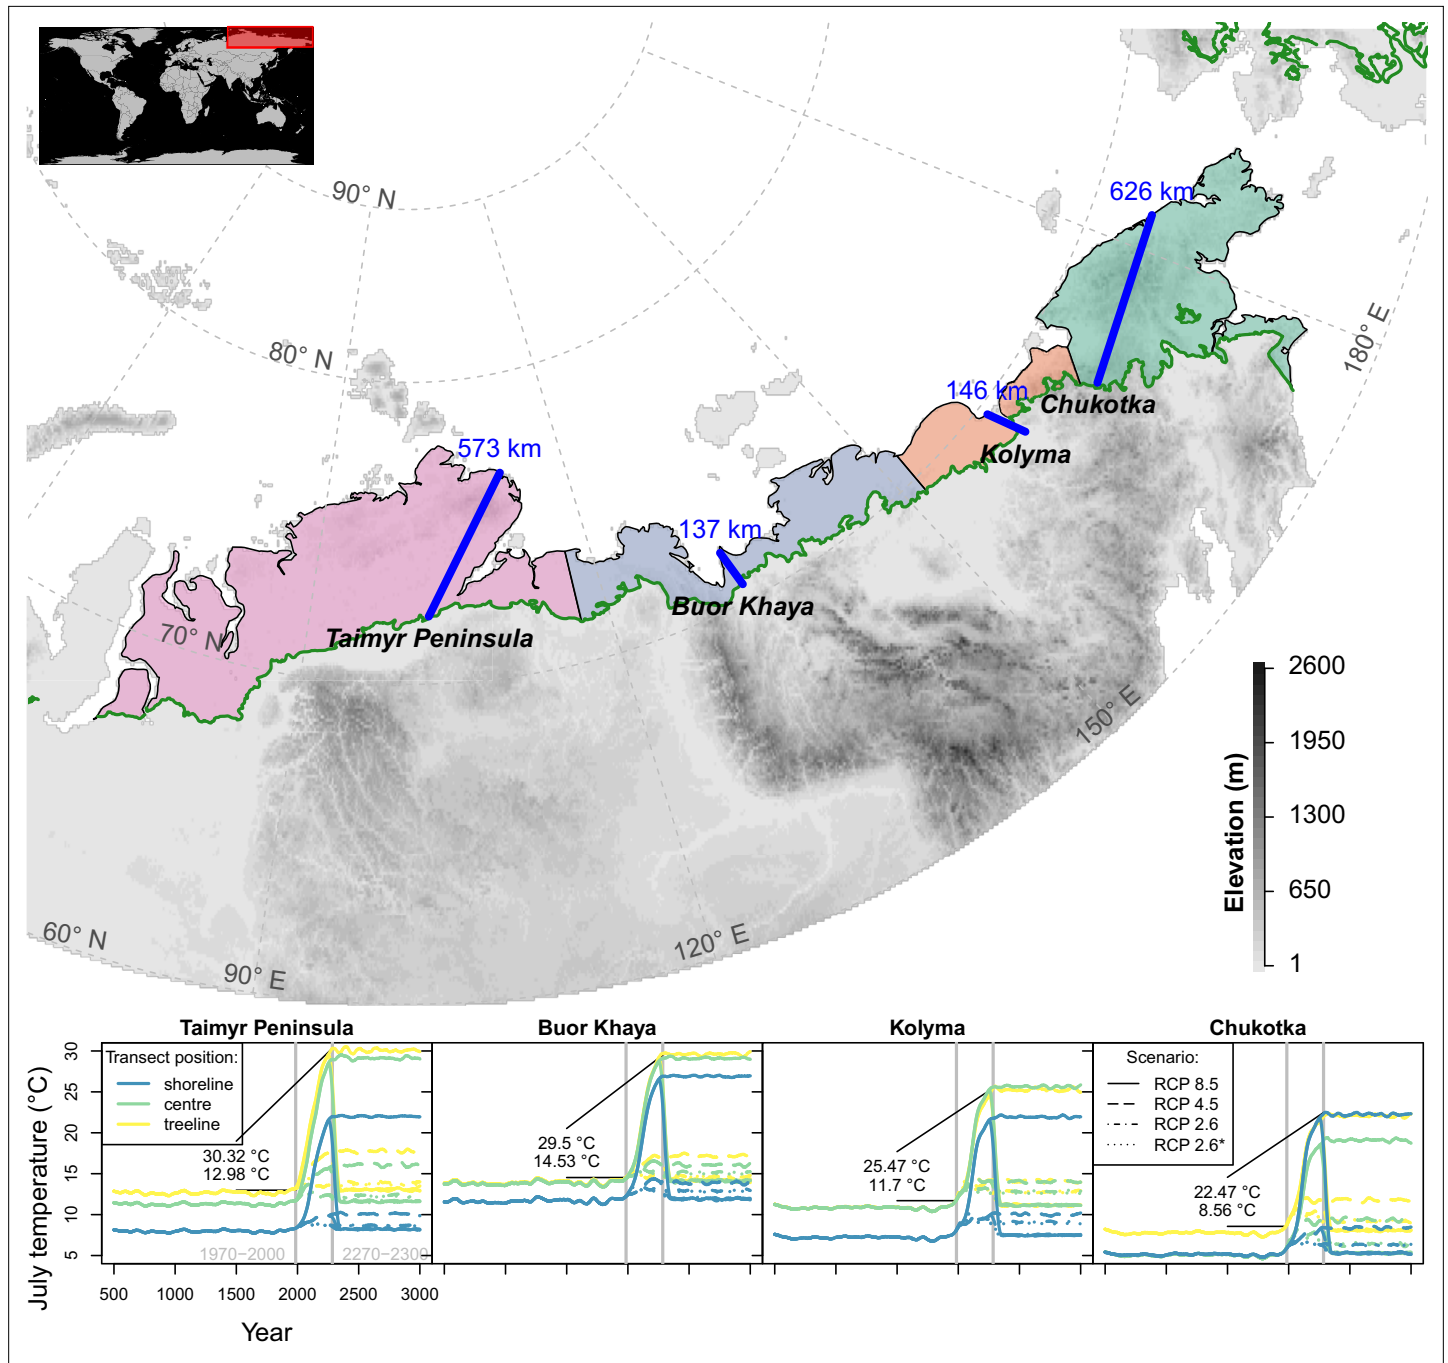 90° N
80° N
70° N
60° N
90° E
120° E
150° E
180° E
626 km
146 km
573 km
137 km
Chukotka
Kolyma
Buor Khaya
Taimyr Peninsula
Elevation (m)
2600
1950
1300
650
1
Taimyr Peninsula
Buor Khaya
Kolyma
Chukotka
July temperature (°C)
30
25
20
15
10
5
Transect position:
shoreline
centre
treeline
30.32 °C
12.98 °C
1970−2000
2270−2300
29.5 °C
14.53 °C
25.47 °C
11.7 °C
Scenario:
RCP 8.5
RCP 4.5
RCP 2.6
RCP 2.6*
22.47 °C
8.56 °C
500 1000 1500 2000 2500 3000
Year